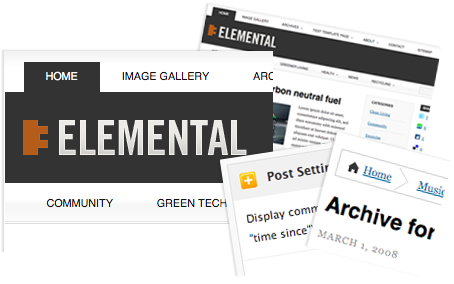 HOME IMAGE GALLERY ARC
ELEMENTAL
COMMUNITY GREEN TECH
HOME IMAGE GALLERY ARCHIVES TEST TEMPLATE PAGE ABOUT CONTACT SITEMAP
ELEMENTAL
GREENER LIVING HEALTH NEWS RECYCLING
rbon neutral fuel
CATEGORIES
Post Settin
Display comm
"time since"
Home Music
Archive for
MARCH 1, 2008